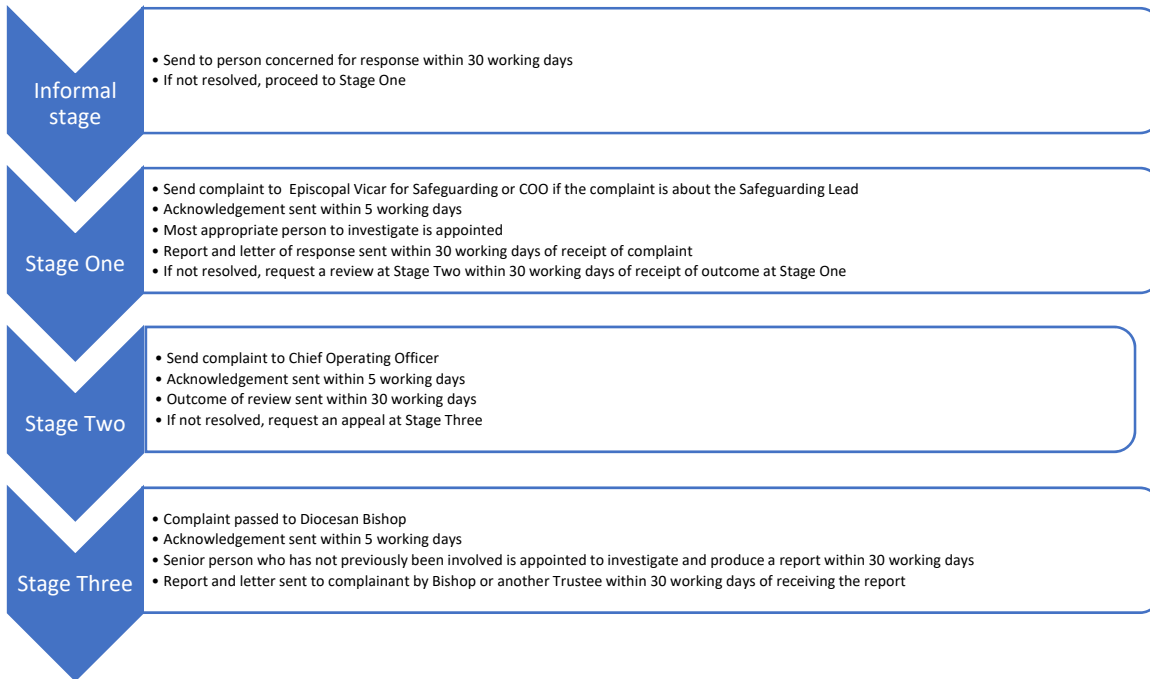 Informal
stage
• Send to person concerned for response within 30 working days
• If not resolved, proceed to Stage One
Stage One
• Send complaint to Episcopal Vicar for Safeguarding or COO if the complaint is about the Safeguarding Lead
• Acknowledgement sent within 5 working days
• Most appropriate person to investigate is appointed
• Report and letter of response sent within 30 working days of receipt of complaint
• If not resolved, request a review at Stage Two within 30 working days of receipt of outcome at Stage One
Stage Two
• Send complaint to Chief Operating Officer
• Acknowledgement sent within 5 working days
• Outcome of review sent within 30 working days
• If not resolved, request an appeal at Stage Three
Stage Three
• Complaint passed to Diocesan Bishop
• Acknowledgement sent within 5 working days
• Senior person who has not previously been involved is appointed to investigate and produce a report within 30 working days
• Report and letter sent to complainant by Bishop or another Trustee within 30 working days of receiving the report